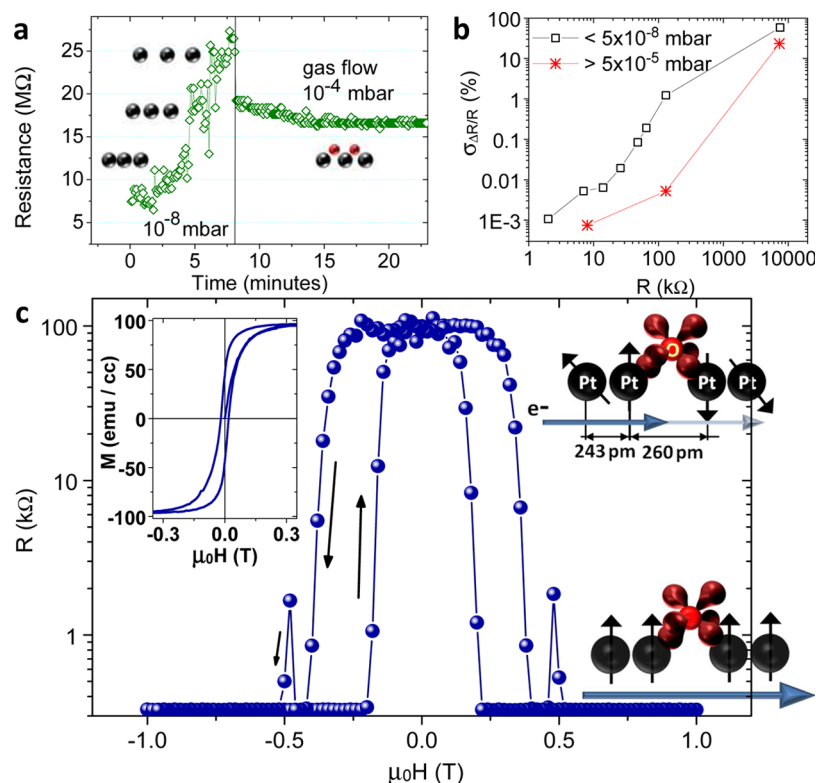 a
Resistance (MΩ)
25
20
15
10
5
gas flow
10-4 mbar
10-8 mbar
0 5 10 15 20
Time (minutes)
b
σΔR/R (%)
100
10
1
0.1
0.01
1E-3
< 5x10-8 mbar
> 5x10-5 mbar
1 10 100 1000 10000
R (kΩ)
c
R (kΩ)
100
10
1
-1.0 -0.5 0.0 0.5 1.0
μ0H (T)
M (emu / cc)
100
50
0
-50
-100
-0.3 0.0 0.3
μ0H (T)
O
Pt Pt Pt Pt
e-
243 pm 260 pm